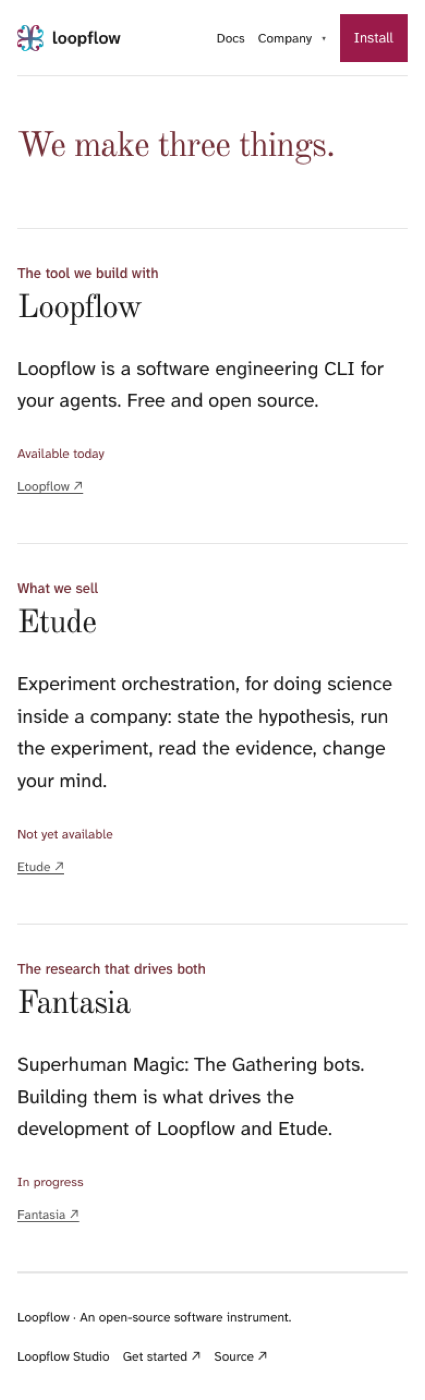 loopflow
Docs Company ▾ Install
We make three things.
The tool we build with
Loopflow
Loopflow is a software engineering CLI for
your agents. Free and open source.
Available today
Loopflow ↗
What we sell
Etude
Experiment orchestration, for doing science
inside a company: state the hypothesis, run
the experiment, read the evidence, change
your mind.
Not yet available
Etude ↗
The research that drives both
Fantasia
Superhuman Magic: The Gathering bots.
Building them is what drives the
development of Loopflow and Etude.
In progress
Fantasia ↗
Loopflow · An open-source software instrument.
Loopflow Studio Get started ↗ Source ↗